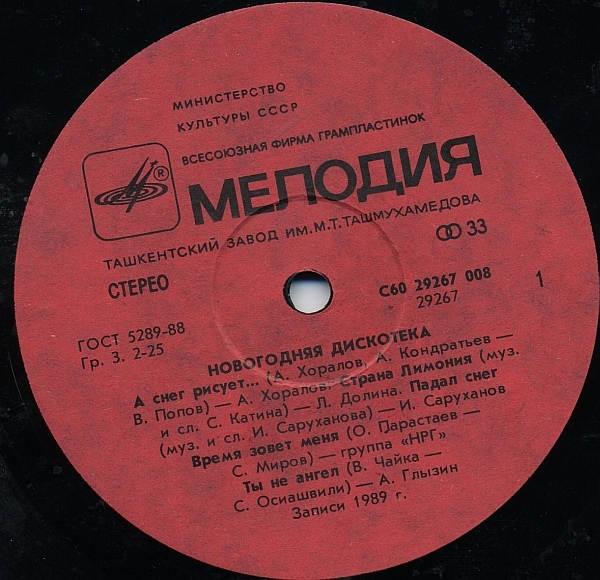 МИНИСТЕРСТВО
КУЛЬТУРЫ СССР
ВСЕСОЮЗНАЯ ФИРМА ГРАМПЛАСТИНОК
®
МЕЛОДИЯ
ТАШКЕНТСКИЙ ЗАВОД ИМ. М.Т. ТАШМУХАМЕДОВА
СТЕРЕО
33
С60 29267 008
29267
1
ГОСТ 5289-88
Гр. 3. 2-25
НОВОГОДНЯЯ ДИСКОТЕКА
А снег рисует... (А. Хоралов, А. Кондратьев —
В. Попов) — А. Хоралов. Страна Лимония (муз.
и сл. С. Катина) — Л. Долина. Падал снег
(муз. и сл. И. Саруханова) — И. Саруханов
Время зовет меня (О. Парастаев —
С. Миров) — группа «НРГ»
Ты не ангел (В. Чайка —
С. Осиашвили) — А. Глызин
Записи 1989 г.